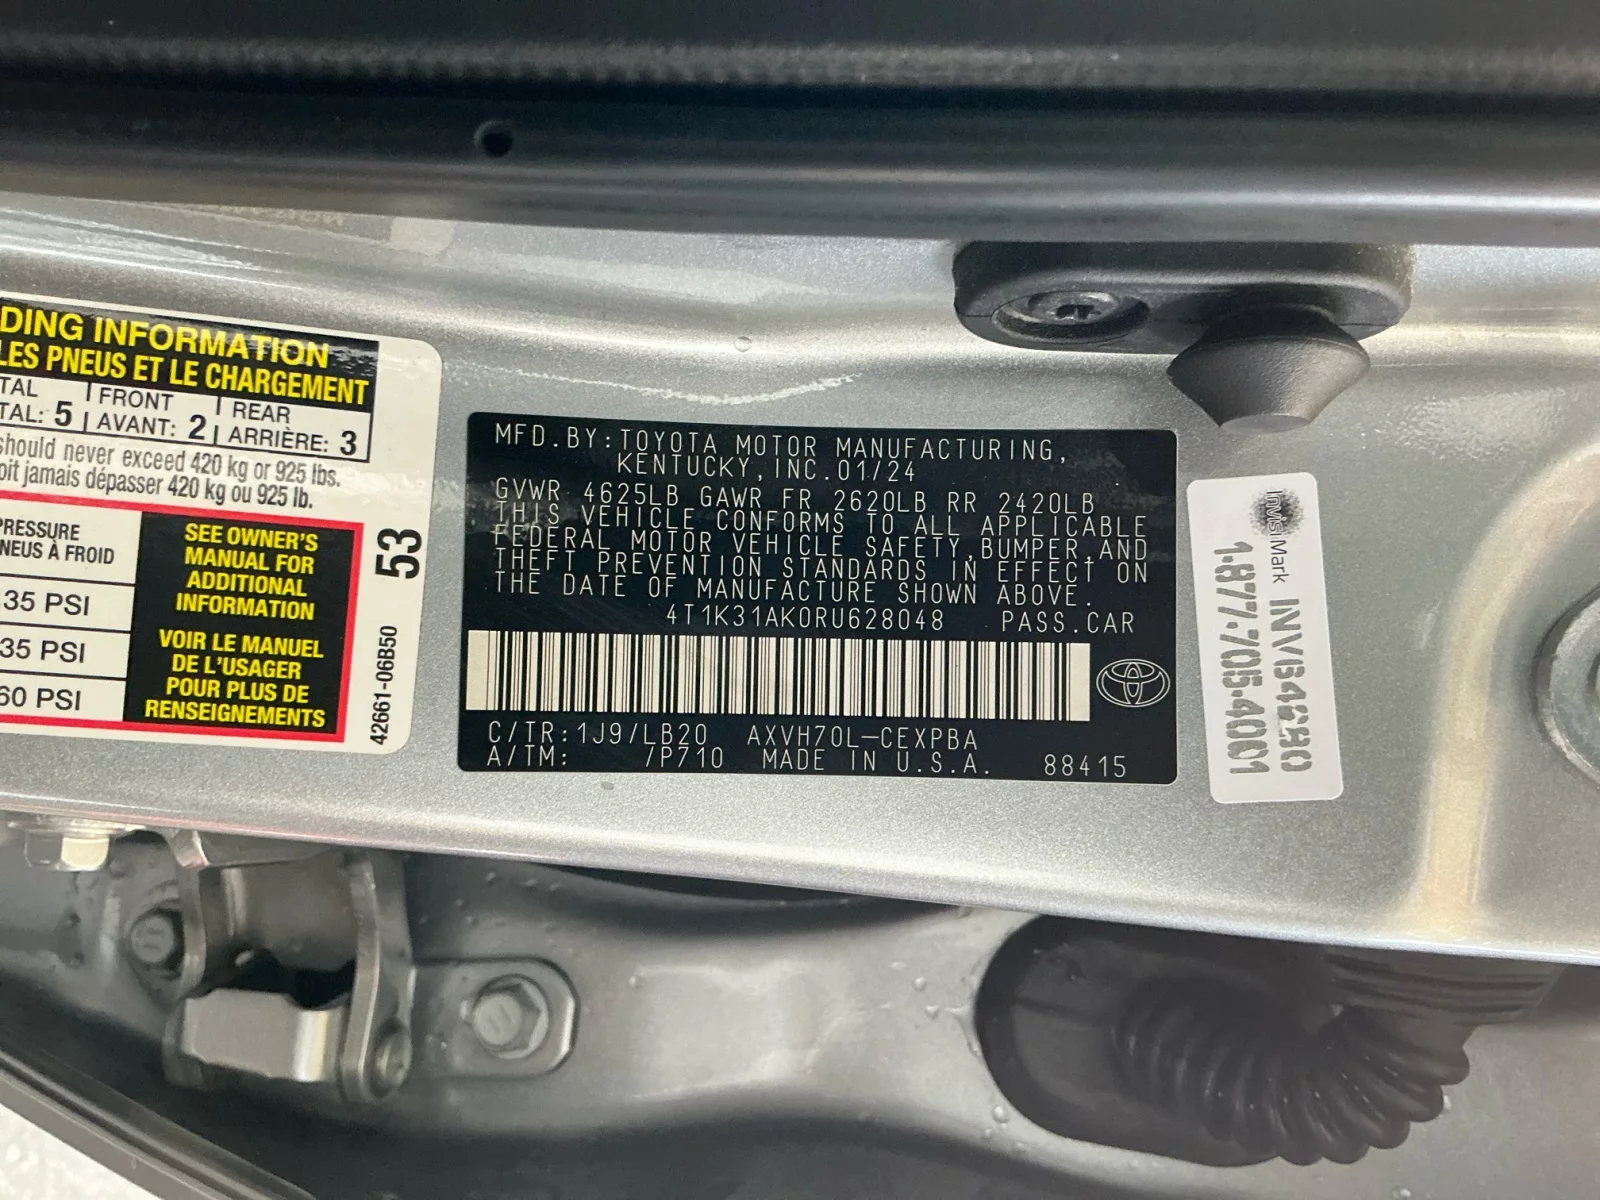 DING INFORMATION
LES PNEUS ET LE CHARGEMENT
TAL FRONT REAR
TAL: 5 AVANT: 2 ARRIÈRE: 3
should never exceed 420 kg or 925 lbs.
oit jamais dépasser 420 kg ou 925 lb.
PRESSURE
NEUS À FROID
35 PSI
35 PSI
60 PSI
SEE OWNER'S
MANUAL FOR
ADDITIONAL
INFORMATION
VOIR LE MANUEL
DE L'USAGER
POUR PLUS DE
RENSEIGNEMENTS
53
42661-06B50
MFD.BY:TOYOTA MOTOR MANUFACTURING,
KENTUCKY,INC.01/24
GVWR 4625LB GAWR FR 2620LB RR 2420LB
THIS VEHICLE CONFORMS TO ALL APPLICABLE
FEDERAL MOTOR VEHICLE SAFETY,BUMPER,AND
THEFT PREVENTION STANDARDS IN EFFECT ON
THE DATE OF MANUFACTURE SHOWN ABOVE.
4T1K31AK0RU628048 PASS.CAR
C/TR:1J9/LB20 AXVH70L-CEXPBA
A/TM: /P710 MADE IN U.S.A. 88415
InVisiMark INV64890
1-877-705-4001